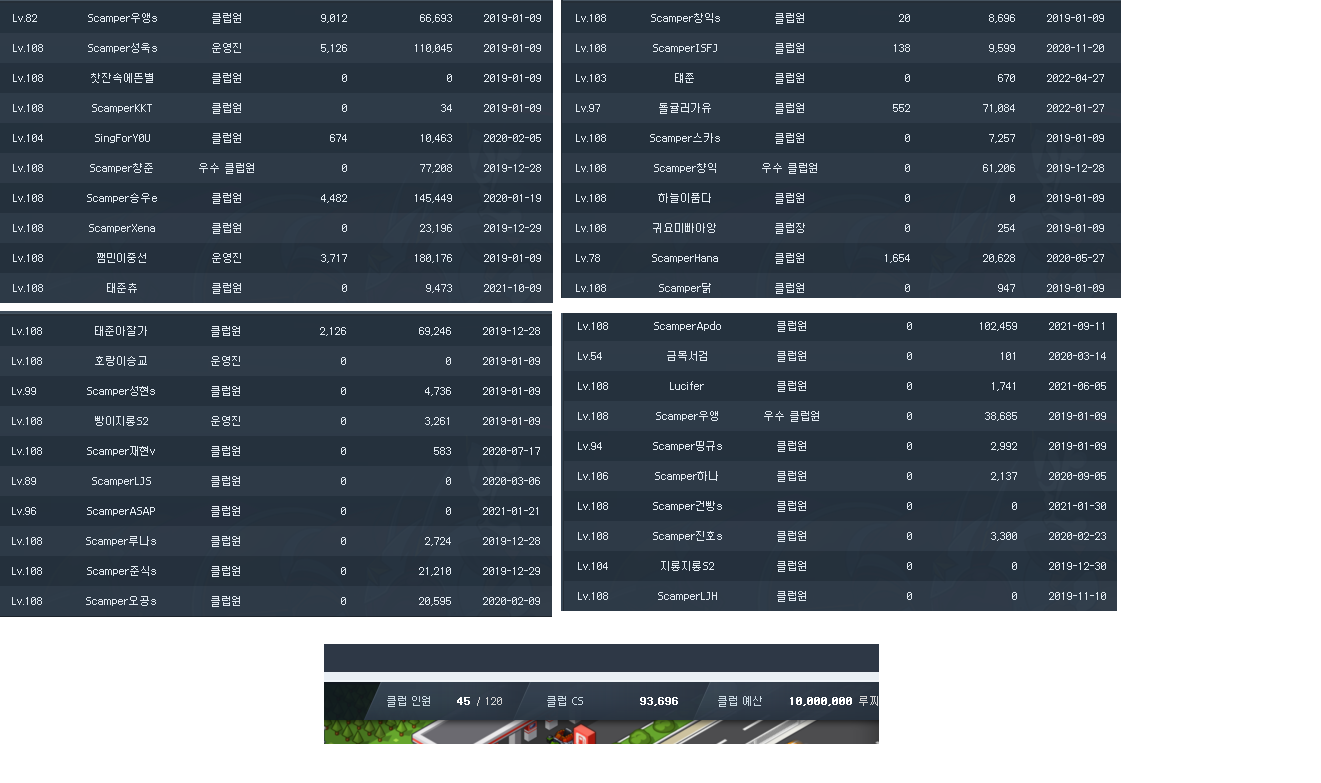 Lv.82 Scamper우앵s 클럽원 9,012 66,693 2019-01-09
Lv.108 Scamper성욱s 운영진 5,126 110,045 2019-01-09
Lv.108 찻잔속에뜬별 클럽원 0 0 2019-01-09
Lv.108 ScamperKKT 클럽원 0 34 2019-01-09
Lv.104 SingForY0U 클럽원 674 10,463 2020-02-05
Lv.108 Scamper챵준 우수 클럽원 0 77,208 2019-12-28
Lv.108 Scamper승우e 클럽원 4,482 145,449 2020-01-19
Lv.108 ScamperXena 클럽원 0 23,196 2019-12-29
Lv.108 쨈민이중선 운영진 3,717 180,176 2019-01-09
Lv.108 태준츄 클럽원 0 9,473 2021-10-09
Lv.108 Scamper창익s 클럽원 20 8,696 2019-01-09
Lv.108 ScamperISFJ 클럽원 138 9,599 2020-11-20
Lv.103 태쭌 클럽원 0 670 2022-04-27
Lv.97 돌귤러가유 클럽원 552 71,084 2022-01-27
Lv.108 Scamper스카s 클럽원 0 7,257 2019-01-09
Lv.108 Scamper챵익 우수 클럽원 0 61,206 2019-12-28
Lv.108 하늘이품다 클럽원 0 0 2019-01-09
Lv.108 귀요미빠아앙 클럽장 0 254 2019-01-09
Lv.78 ScamperHana 클럽원 1,654 20,628 2020-05-27
Lv.108 Scamper닭 클럽원 0 947 2019-01-09
Lv.108 태준아잘가 클럽원 2,126 69,246 2019-12-28
Lv.108 호랑이승교 운영진 0 0 2019-01-09
Lv.99 Scamper성현s 클럽원 0 4,736 2019-01-09
Lv.108 빵이지롱S2 운영진 0 3,261 2019-01-09
Lv.108 Scamper재현v 클럽원 0 583 2020-07-17
Lv.89 ScamperLJS 클럽원 0 0 2020-03-06
Lv.96 ScamperASAP 클럽원 0 0 2021-01-21
Lv.108 Scamper루나s 클럽원 0 2,724 2019-12-28
Lv.108 Scamper준식s 클럽원 0 21,210 2019-12-29
Lv.108 Scamper오공s 클럽원 0 20,595 2020-02-09
Lv.108 ScamperApdo 클럽원 0 102,459 2021-09-11
Lv.54 금목서검 클럽원 0 101 2020-03-14
Lv.108 Lucifer 클럽원 0 1,741 2021-06-05
Lv.108 Scamper우앵 우수 클럽원 0 38,685 2019-01-09
Lv.94 Scamper띵규s 클럽원 0 2,992 2019-01-09
Lv.106 Scamper하나 클럽원 0 2,137 2020-09-05
Lv.108 Scamper건빵s 클럽원 0 0 2021-01-30
Lv.108 Scamper진호s 클럽원 0 3,300 2020-02-23
Lv.104 지롱지롱S2 클럽원 0 0 2019-12-30
Lv.108 ScamperLJH 클럽원 0 0 2019-11-10
클럽 인원 45 / 120 클럽 CS 93,696 클럽 예산 10,000,000 루찌